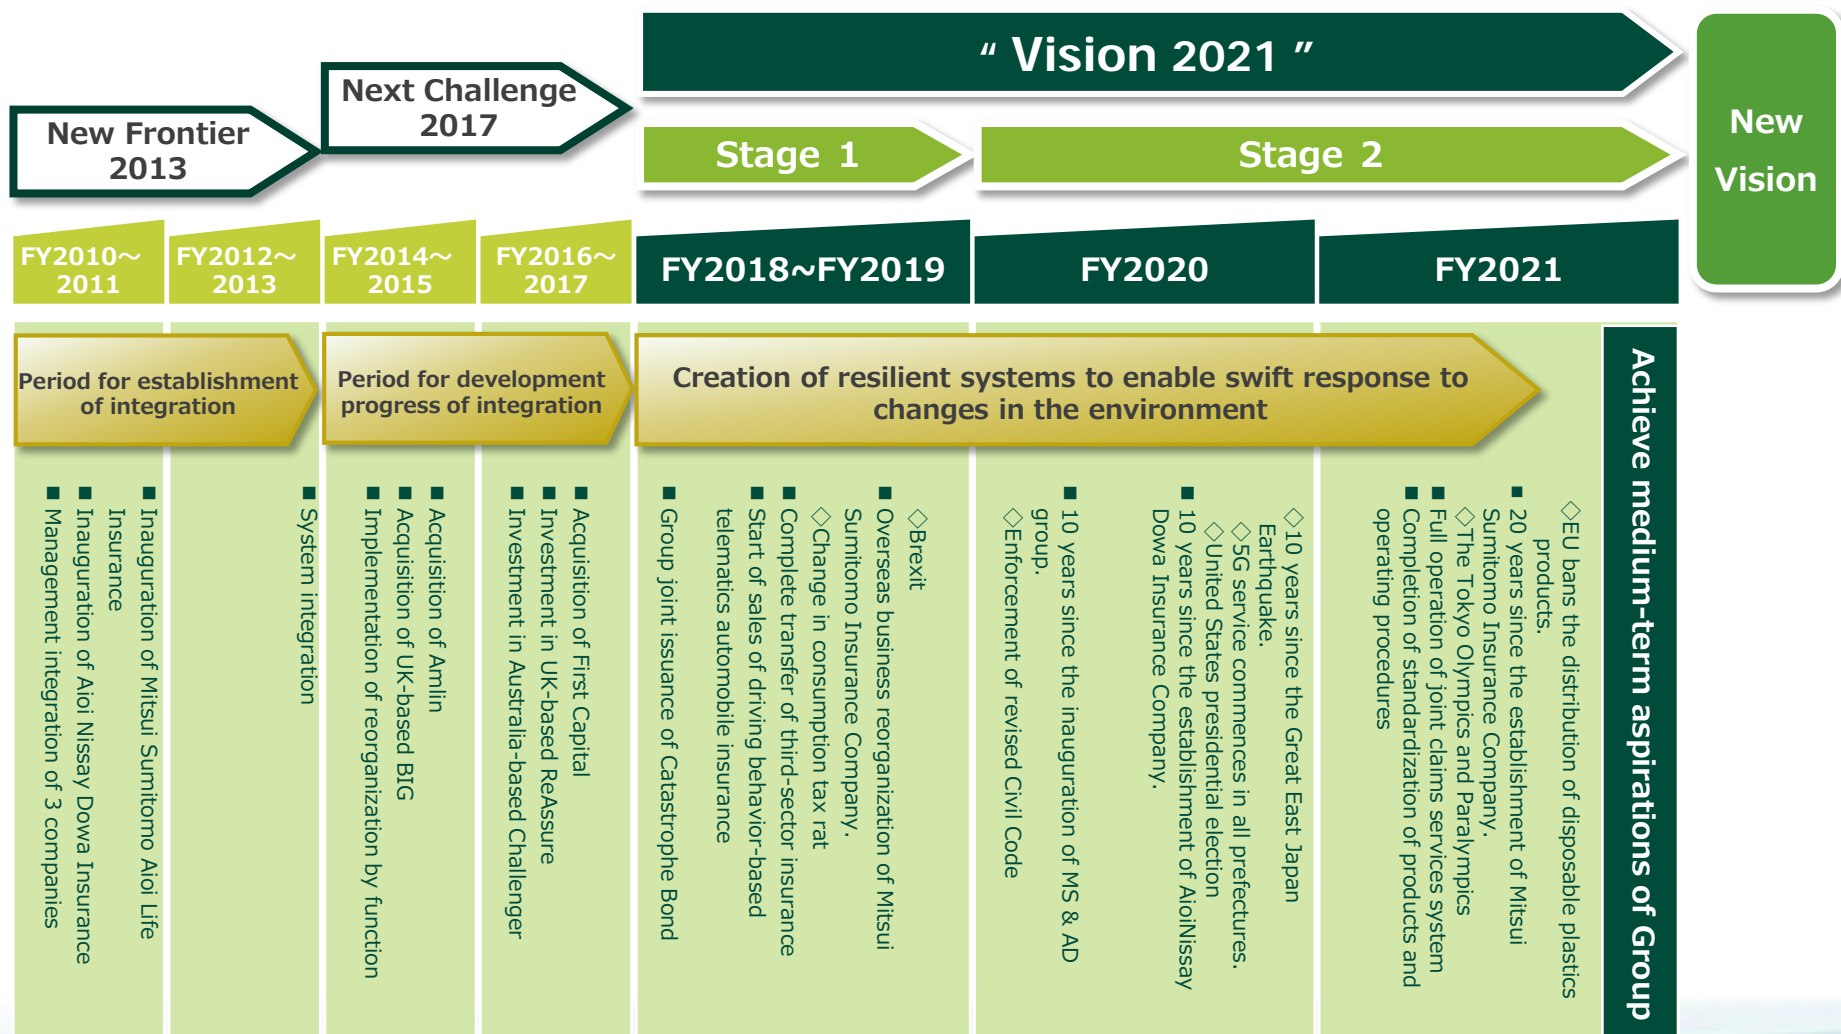 “ Vision 2021 ”
New
Vision
Next Challenge
2017
New Frontier
2013
Stage 1
Stage 2
FY2010～
2011
FY2012～
2013
FY2014～
2015
FY2016～
2017
FY2018~FY2019
FY2020
FY2021
Period for establishment
of integration
Period for development
progress of integration
Creation of resilient systems to enable swift response to
changes in the environment
■ Management integration of 3 companies
■ Inauguration of Aioi Nissay Dowa Insurance
■ Inauguration of Mitsui Sumitomo Aioi Life
Insurance
■ System integration
■ Implementation of reorganization by function
■ Acquisition of UK-based BIG
■ Acquisition of Amlin
■ Investment in Australia-based Challenger
■ Investment in UK-based ReAssure
■ Acquisition of First Capital
■ Group joint issuance of Catastrophe Bond
■ Start of sales of driving behavior-based
telematics automobile insurance
■ Complete transfer of third-sector insurance
◇Change in consumption tax rat
■ Overseas business reorganization of Mitsui
Sumitomo Insurance Company.
◇Brexit
◇Enforcement of revised Civil Code
■ 10 years since the inauguration of MS & AD
group.
■ 10 years since the establishment of AioiNissay
Dowa Insurance Company.
◇United States presidential election
◇5G service commences in all prefectures.
◇10 years since the Great East Japan
Earthquake.
■ Completion of standardization of products and
operating procedures
■ Full operation of joint claims services system
◇The Tokyo Olympics and Paralympics
■ 20 years since the establishment of Mitsui
Sumitomo Insurance Company.
◇EU bans the distribution of disposable plastics
products.
Achieve medium-term aspirations of Group